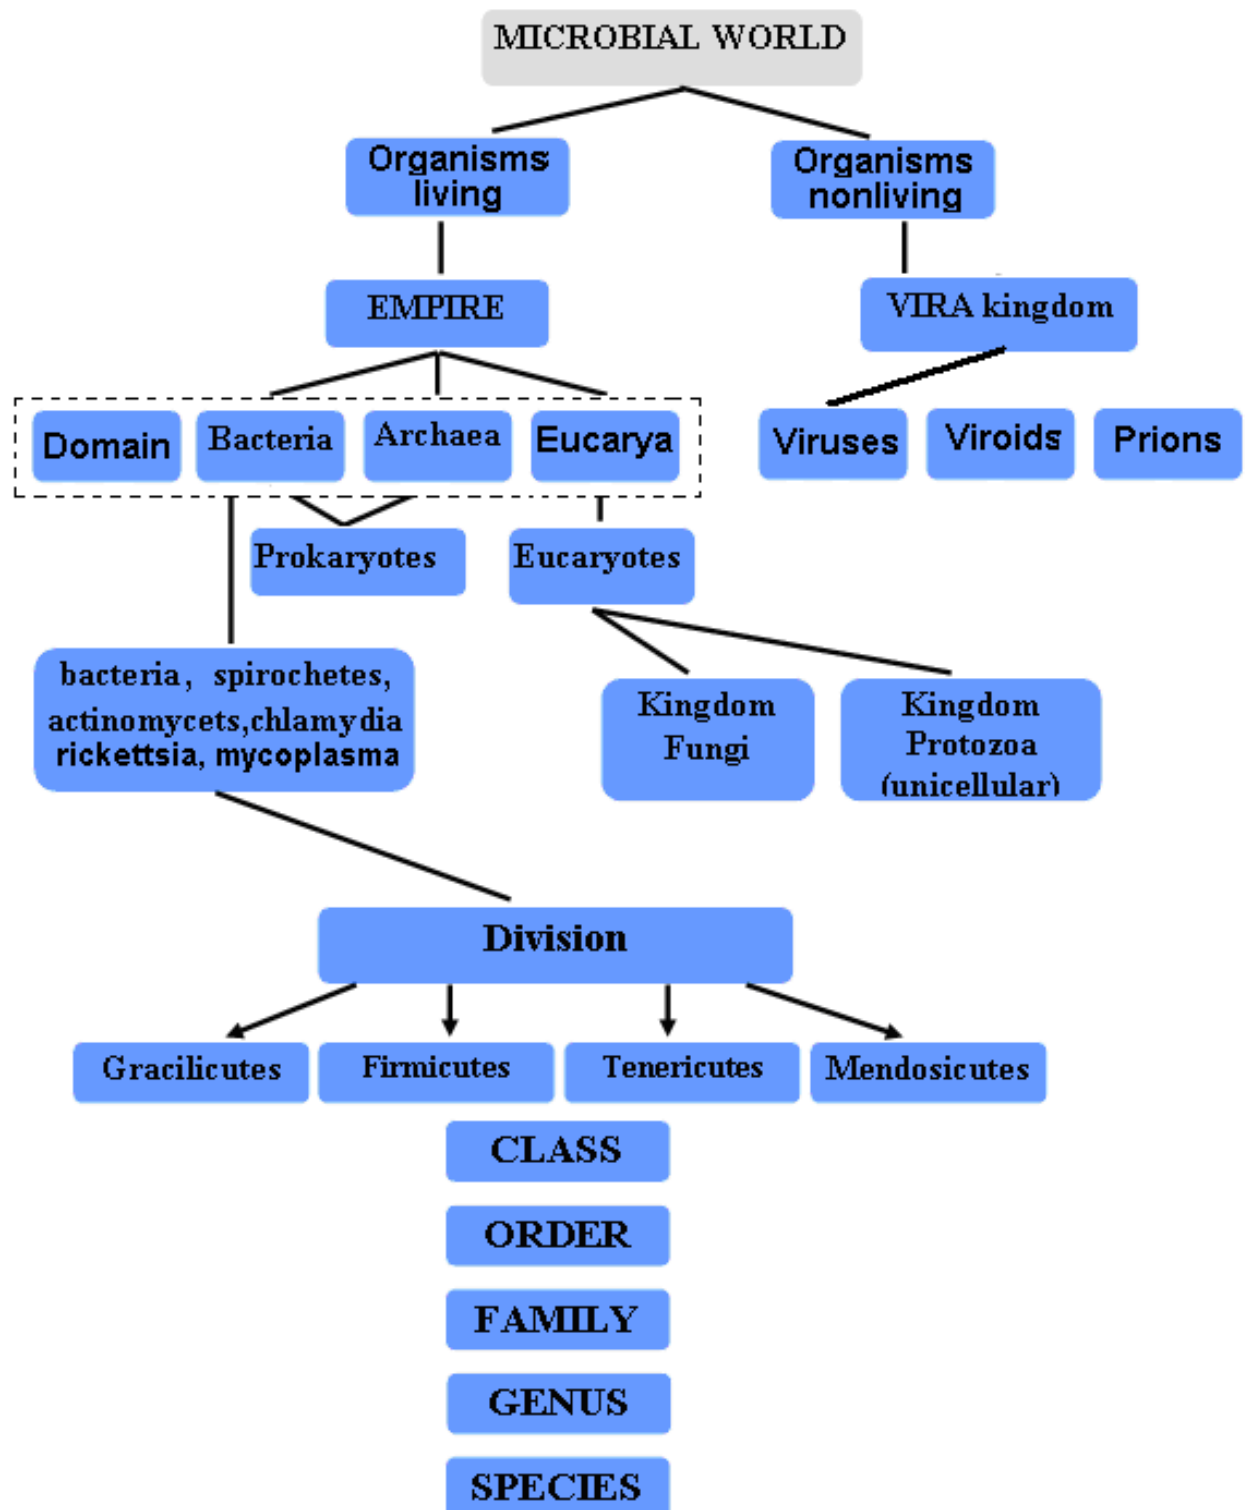 MICROBIAL WORLD
Organisms
living
Organisms
nonliving
EMPIRE
VIRA kingdom
Domain
Bacteria
Archaea
Eucarya
Viruses
Viroids
Prions
Prokaryotes
Eucaryotes
bacteria, spirochetes,
actinomycets,chlamydia
rickettsia, mycoplasma
Kingdom
Fungi
Kingdom
Protozoa
(unicellular)
Division
Gracilicutes
Firmicutes
Tenericutes
Mendosicutes
CLASS
ORDER
FAMILY
GENUS
SPECIES